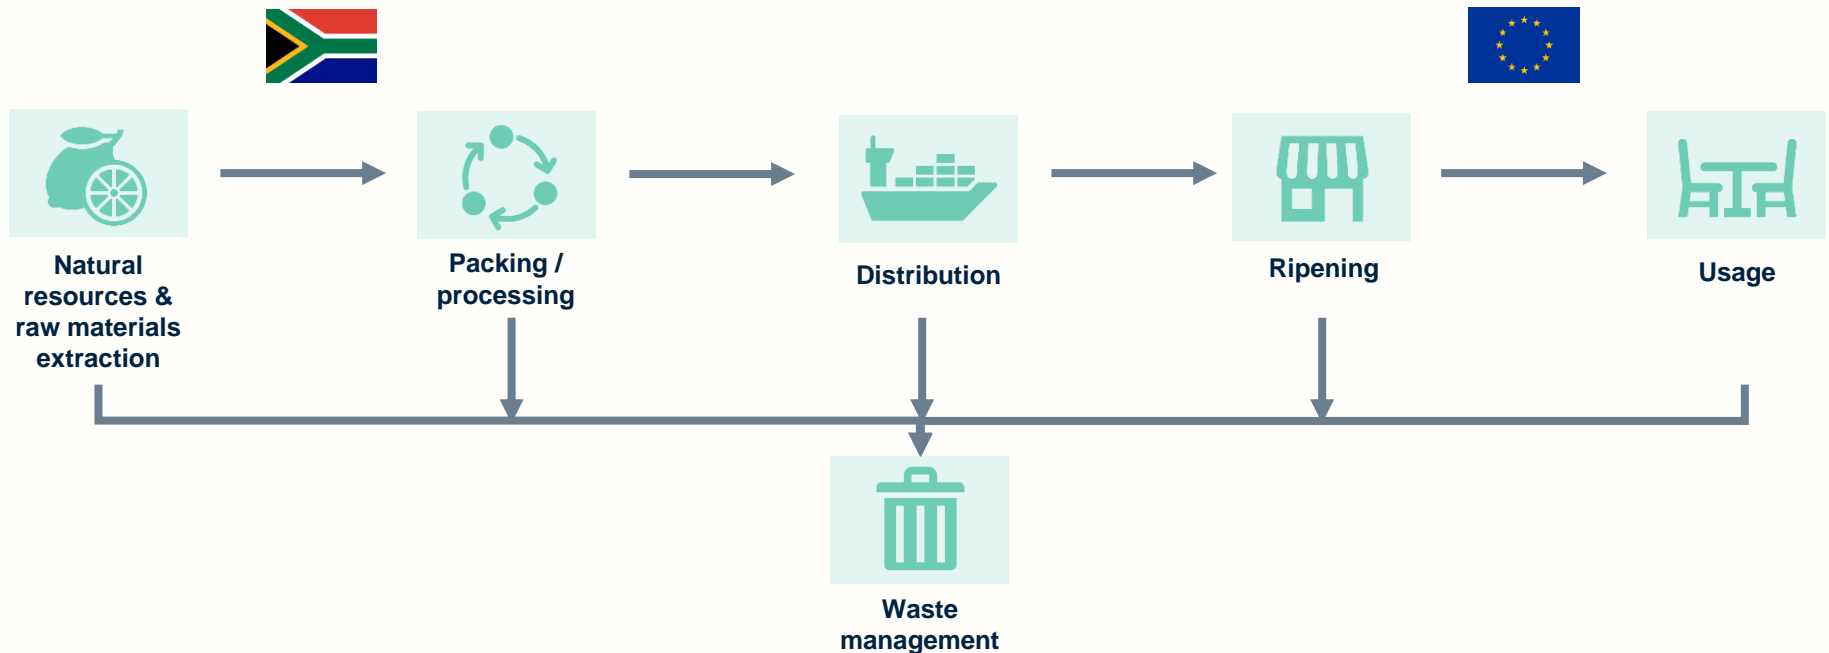 Natural
resources &
raw materials
extraction
Packing /
processing
Distribution
Ripening
Usage
Waste
management